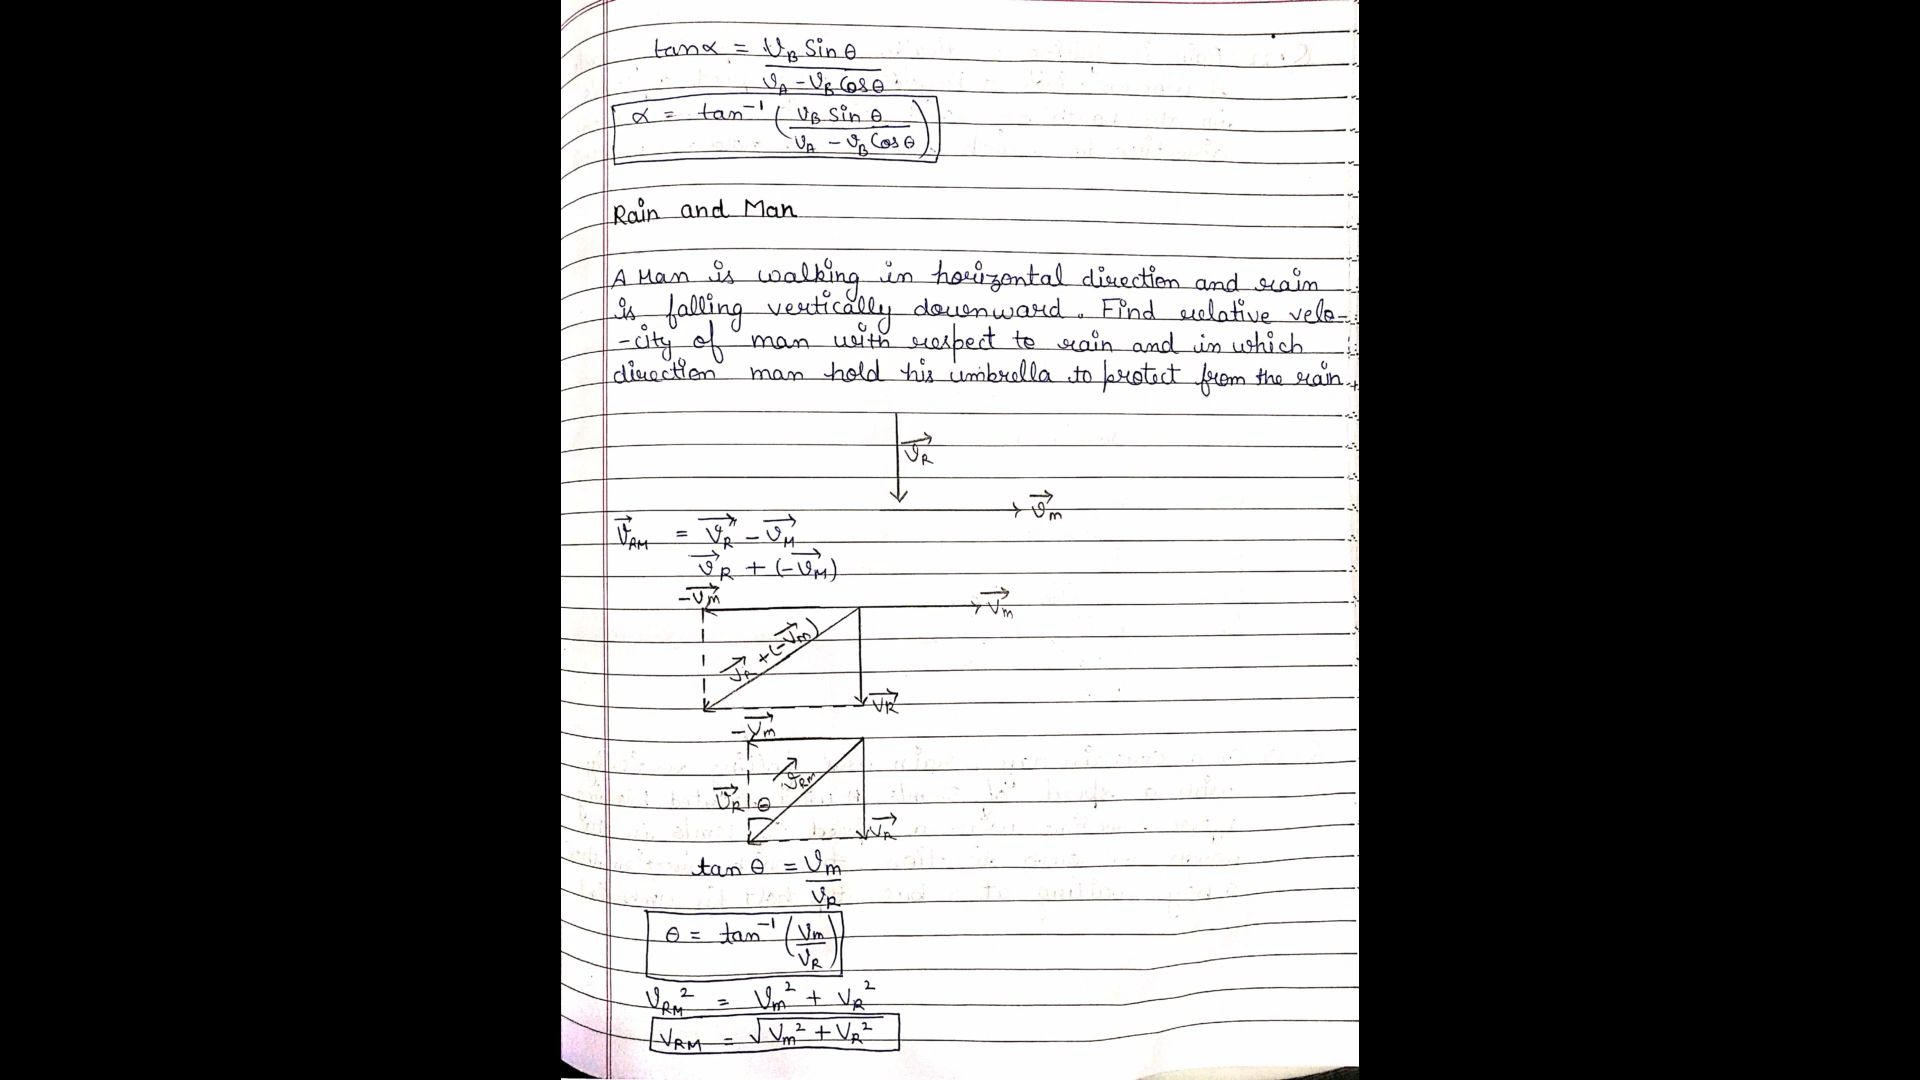 tanα = v_B Sin θ / v_A - v_B Cos θ
α = tan⁻¹ (v_B Sin θ / v_A - v_B Cos θ)
Rain and Man
A Man is walking in horizontal direction and rain
is falling vertically downward. Find relative velo-
-city of man with respect to rain and in which
direction man hold his umbrella to protect from the rain.
v⃗_R
v⃗_m
v⃗_RM = v⃗_R - v⃗_M
v⃗_R + (-v⃗_M)
-v⃗_m
v⃗_m
v⃗_R + (-v⃗_m)
v⃗_R
-v⃗_m
v⃗_RM
v⃗_R θ
v⃗_R
tan θ = v_m / v_R
θ = tan⁻¹ (v_m / v_R)
v_RM² = v_m² + v_R²
v_RM = √v_m² + v_R²